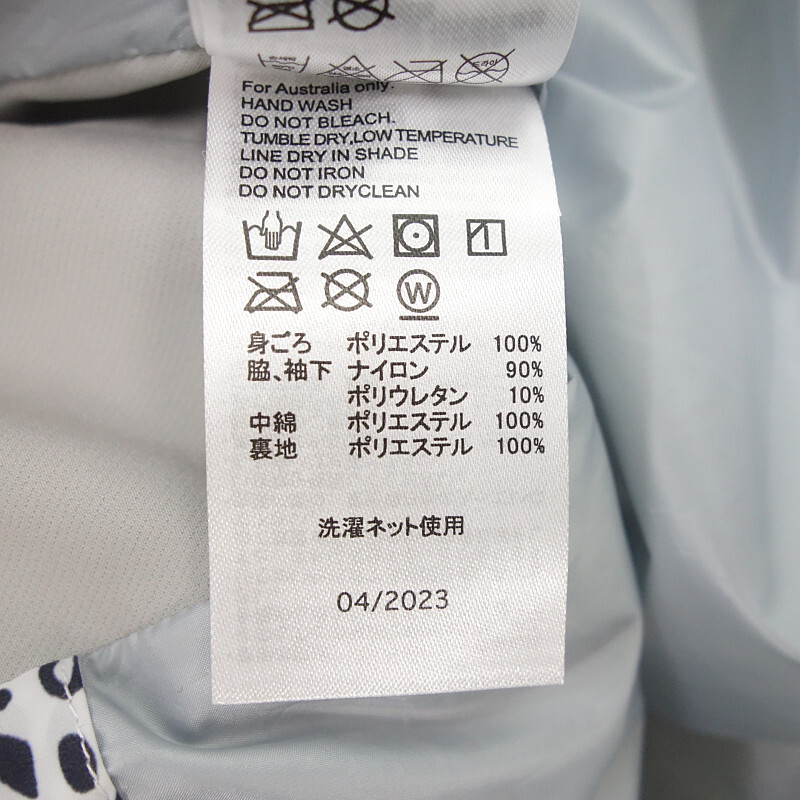 For Australia only:
HAND WASH
DO NOT BLEACH.
TUMBLE DRY,LOW TEMPERATURE
LINE DRY IN SHADE
DO NOT IRON
DO NOT DRYCLEAN
W
身ごろ ポリエステル 100%
脇、袖下 ナイロン 90%
ポリウレタン 10%
中綿 ポリエステル 100%
裏地 ポリエステル 100%
洗濯ネット使用
04/2023